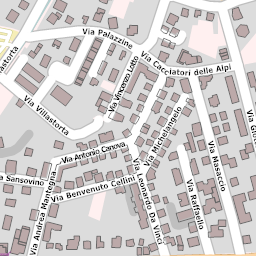 Via Palazzine
Via Cacciatori delle Alpi
Via Vincenzo Lotto
Via Villastorta
Via Michelangelo
Via Antonio Canova
Via Masaccio
Via Benvenuto Cellini
Sansovino
Via Andrea Mantegna
Via Leonardo Da Vinci
Via Raffaello